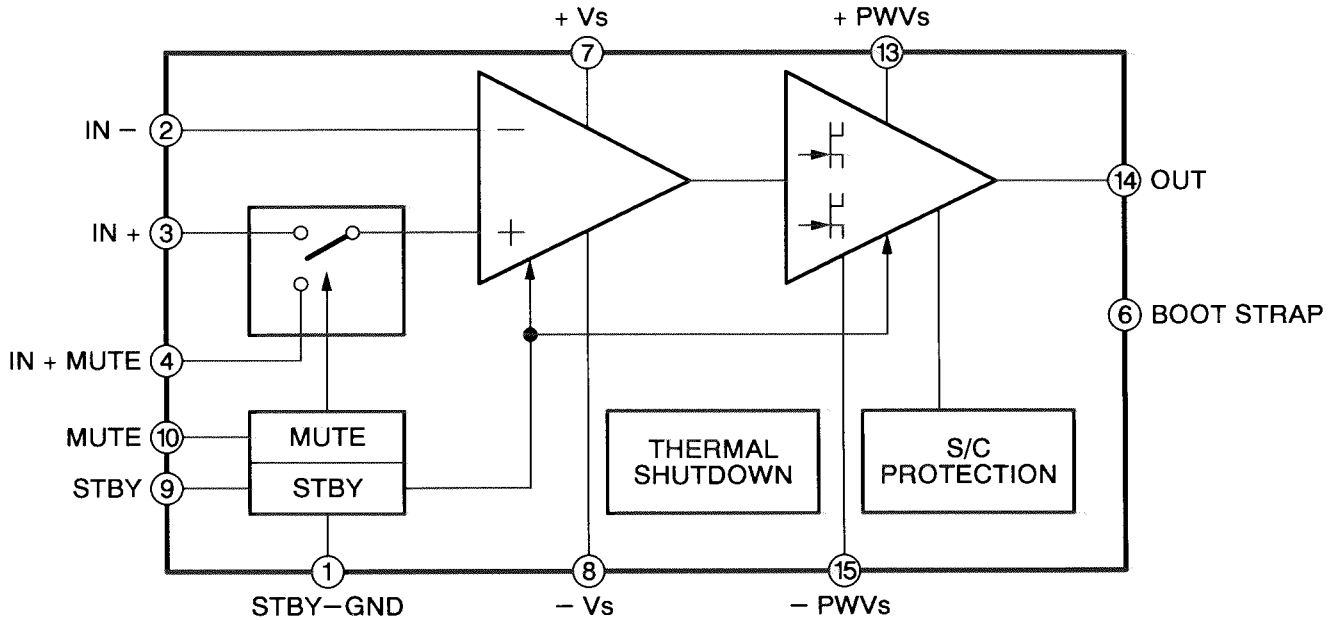 + Vs
+ PWVs
7
13
IN -
2
−
14
OUT
IN +
3
+
6
BOOT STRAP
IN + MUTE
4
MUTE
10
MUTE
STBY
9
STBY
THERMAL
SHUTDOWN
S/C
PROTECTION
1
8
15
STBY-GND
- Vs
- PWVs